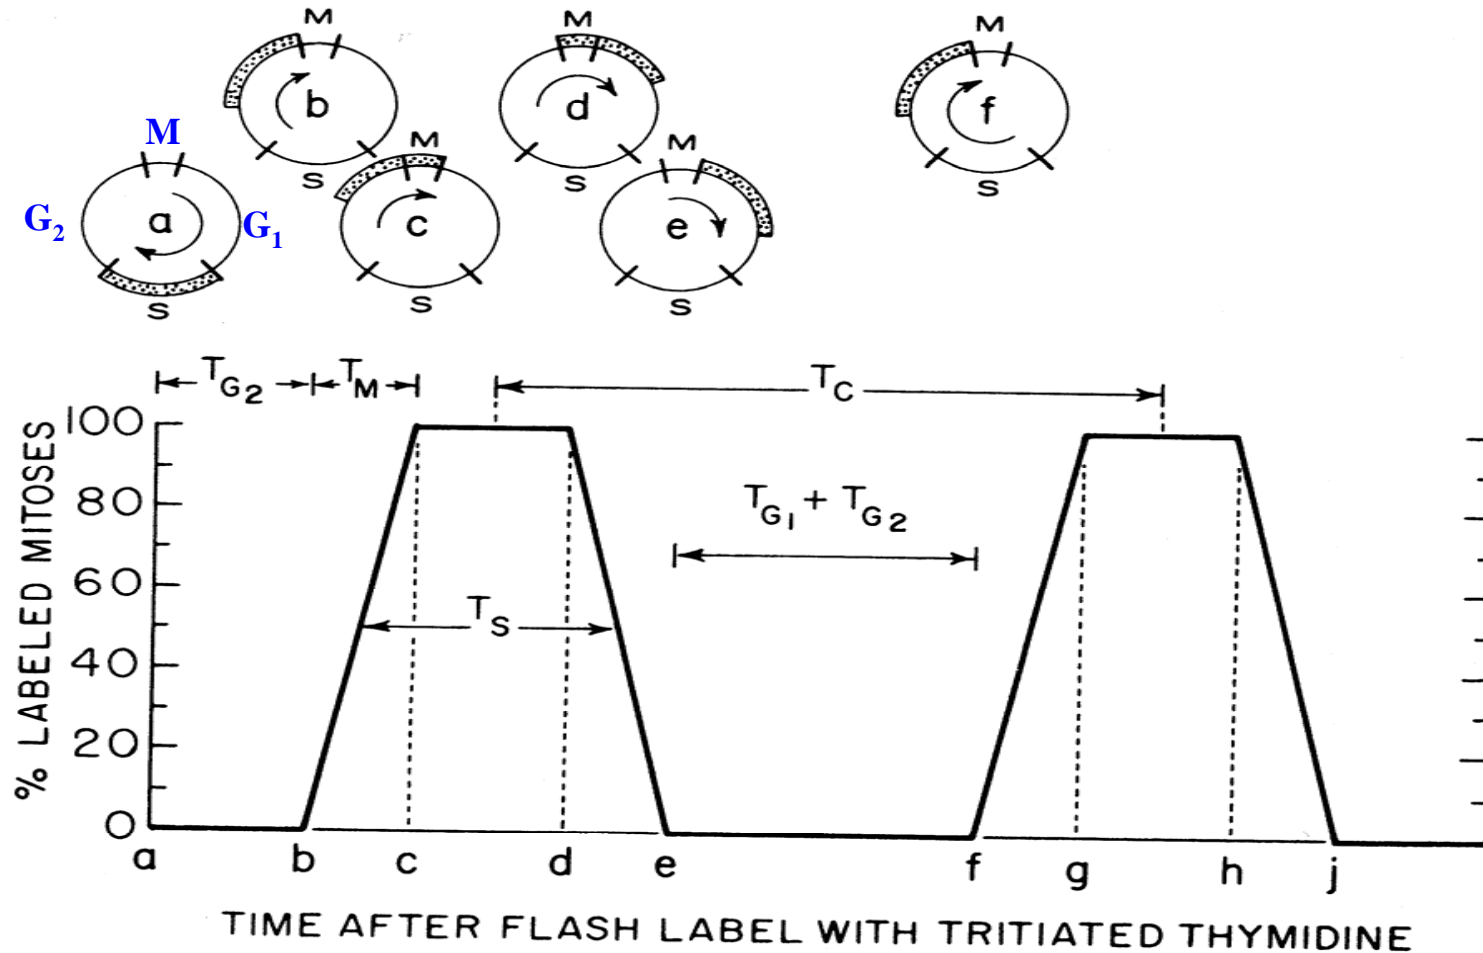 M
M
M
b
d
f
M
M
G2
a
G1
c
e
S
S
S
S
S
S
TG2
TM
TC
% LABELED MITOSES
100
80
60
40
20
0
TG1 + TG2
TS
a
b
c
d
e
f
g
h
j
TIME AFTER FLASH LABEL WITH TRITIATED THYMIDINE